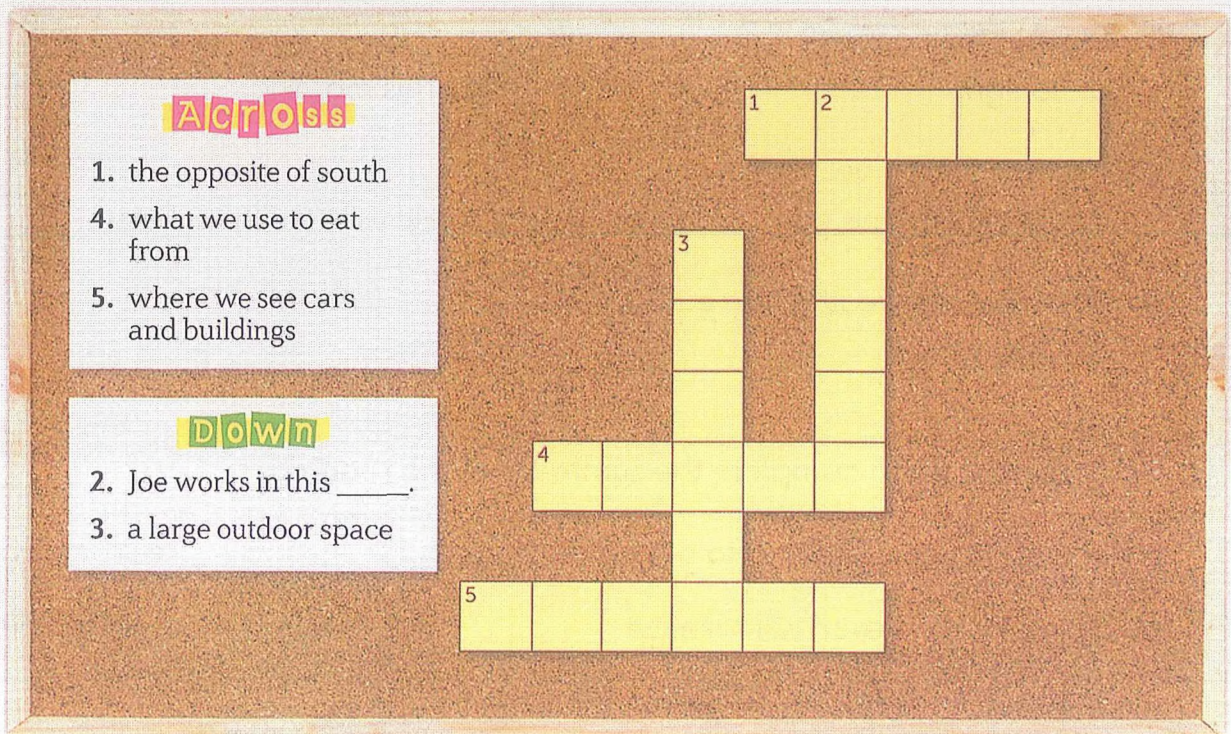 Across
1. the opposite of south
4. what we use to eat
from
5. where we see cars
and buildings
Down
2. Joe works in this _____.
3. a large outdoor space
1
2
3
4
5